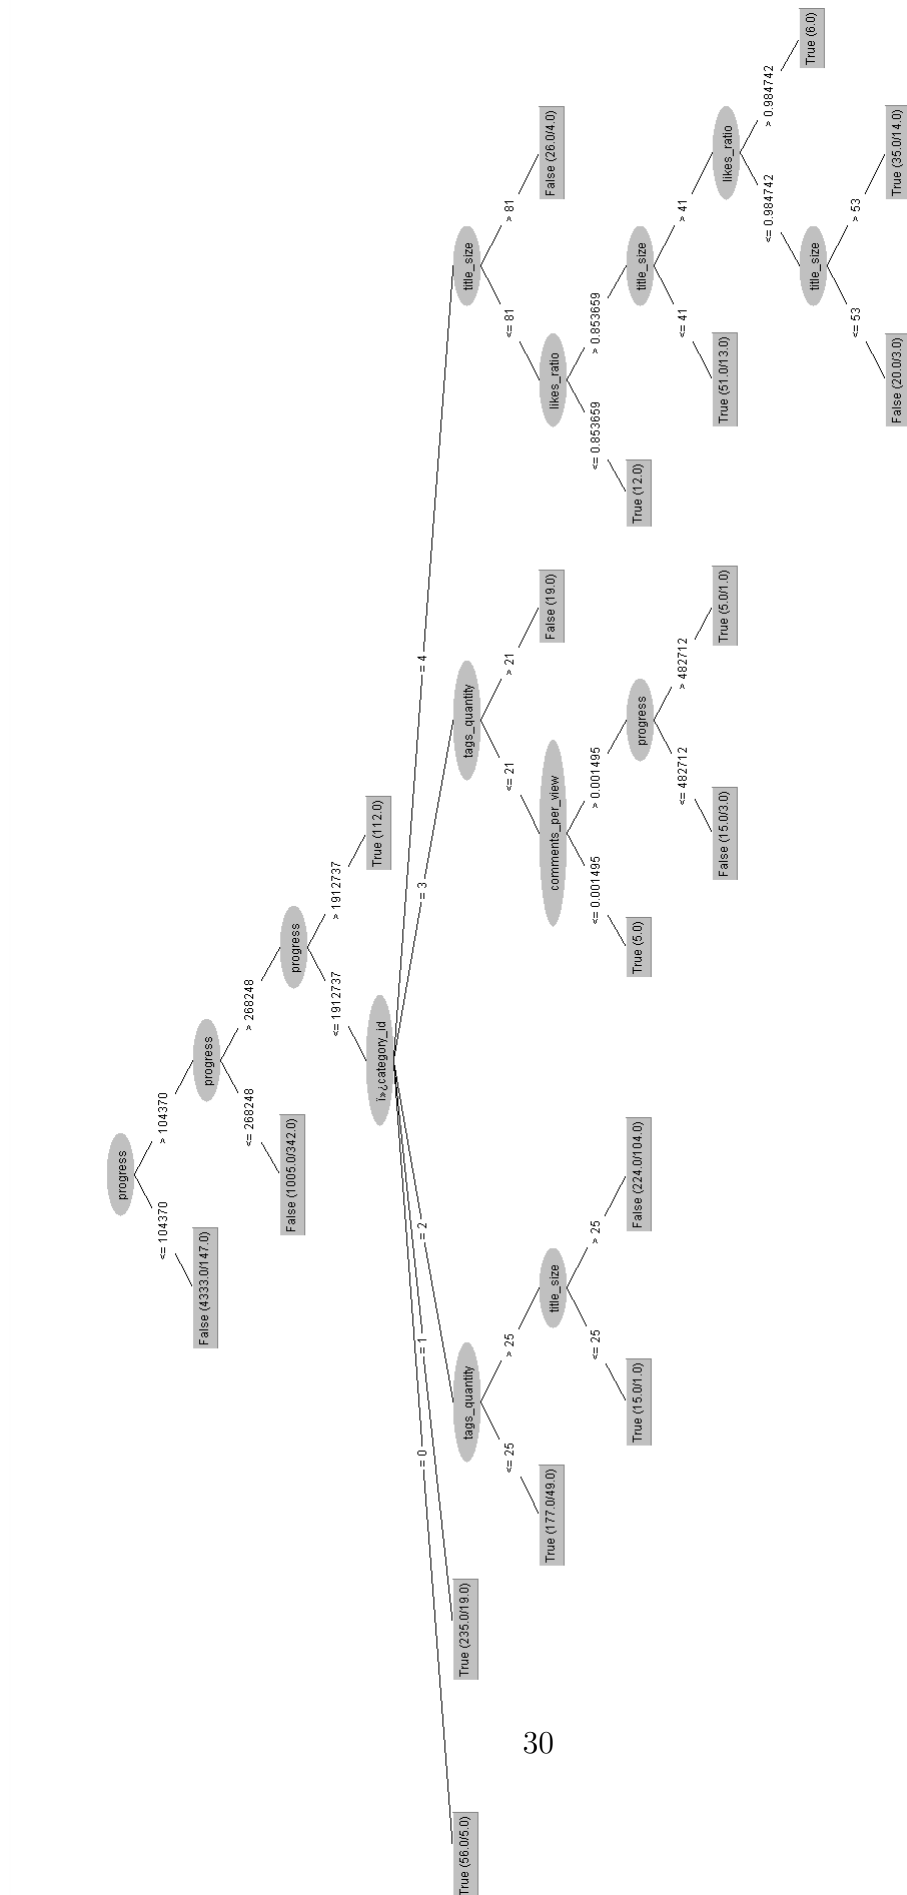 progress
<= 104370
> 104370
False (4333.0/147.0)
progress
<= 268248
> 268248
False (1005.0/342.0)
progress
<= 1912737
> 1912737
ï»¿category_id
True (112.0)
= 0
= 1
= 2
= 3
= 4
True (56.0/5.0)
True (235.0/19.0)
tags_quantity
tags_quantity
title_size
<= 25
> 25
<= 21
> 21
<= 81
> 81
True (177.0/49.0)
title_size
comments_per_view
False (19.0)
likes_ratio
False (26.0/4.0)
<= 25
> 25
<= 0.001495
> 0.001495
<= 0.853659
> 0.853659
True (15.0/1.0)
False (224.0/104.0)
True (5.0)
progress
True (12.0)
title_size
<= 482712
> 482712
<= 41
> 41
False (15.0/3.0)
True (5.0/1.0)
True (51.0/13.0)
likes_ratio
<= 0.984742
> 0.984742
title_size
True (6.0)
<= 53
> 53
False (20.0/3.0)
True (35.0/14.0)
30